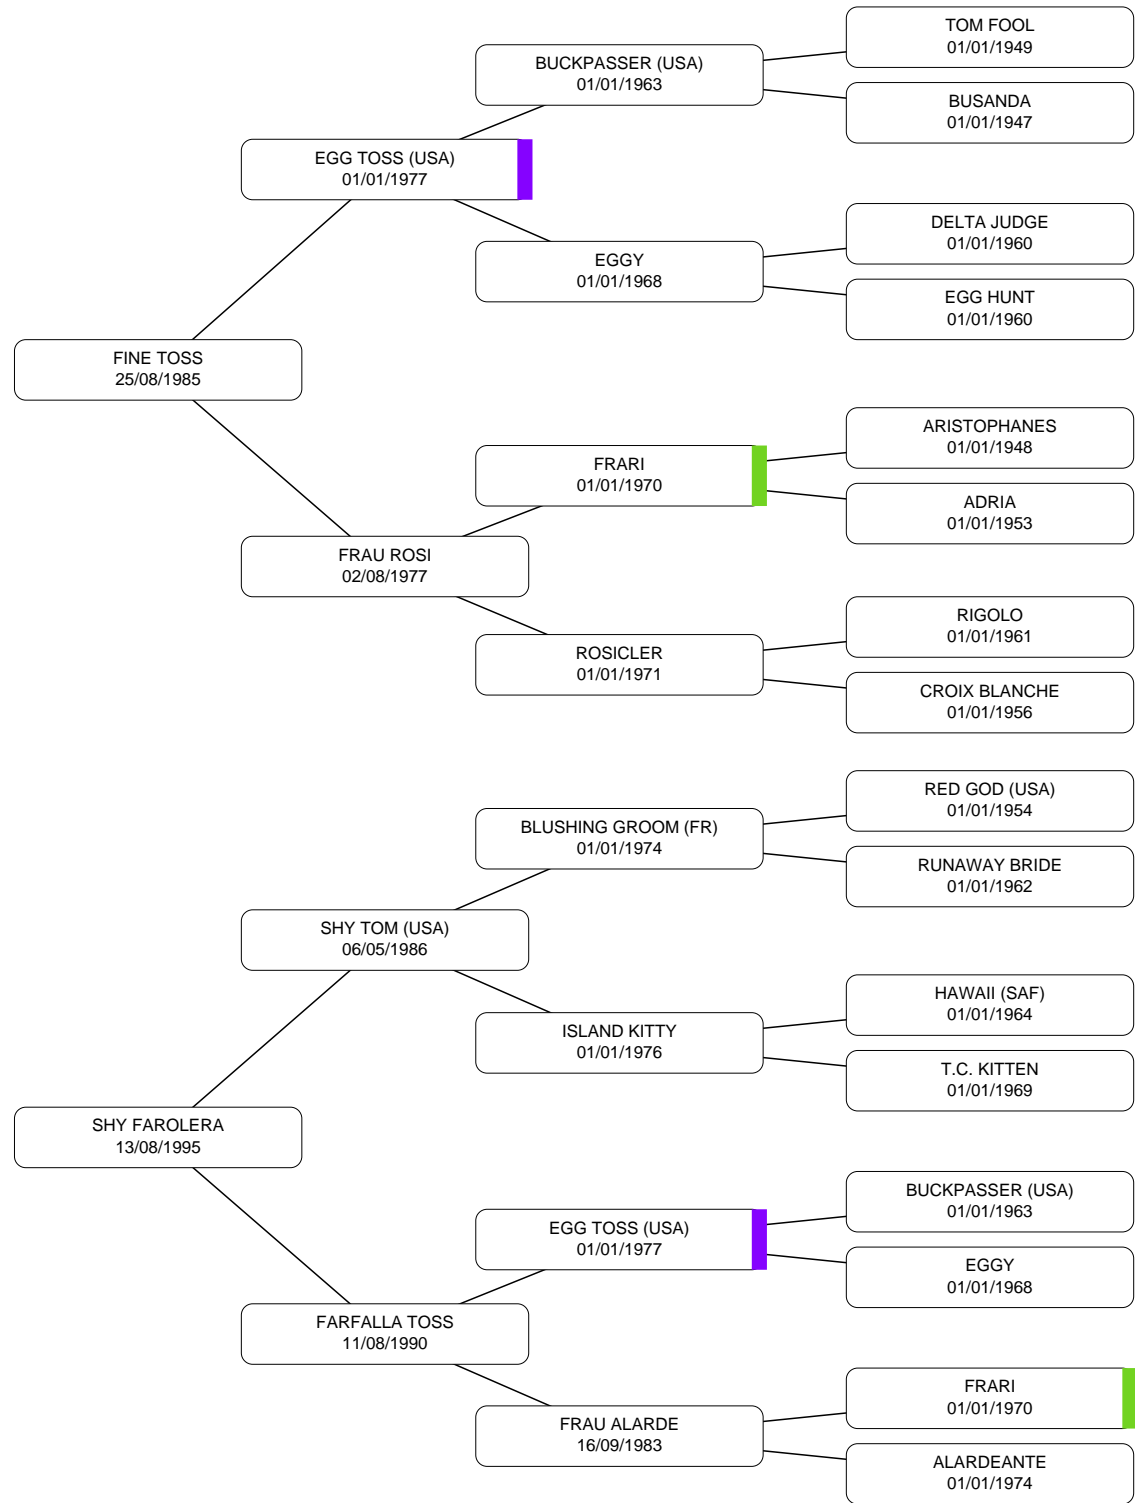 TOM FOOL
01/01/1949
BUCKPASSER (USA)
01/01/1963
BUSANDA
01/01/1947
EGG TOSS (USA)
01/01/1977
DELTA JUDGE
01/01/1960
EGGY
01/01/1968
EGG HUNT
01/01/1960
FINE TOSS
25/08/1985
ARISTOPHANES
01/01/1948
FRARI
01/01/1970
ADRIA
01/01/1953
FRAU ROSI
02/08/1977
RIGOLO
01/01/1961
ROSICLER
01/01/1971
CROIX BLANCHE
01/01/1956
RED GOD (USA)
01/01/1954
BLUSHING GROOM (FR)
01/01/1974
RUNAWAY BRIDE
01/01/1962
SHY TOM (USA)
06/05/1986
HAWAII (SAF)
01/01/1964
ISLAND KITTY
01/01/1976
T.C. KITTEN
01/01/1969
SHY FAROLERA
13/08/1995
BUCKPASSER (USA)
01/01/1963
EGG TOSS (USA)
01/01/1977
EGGY
01/01/1968
FARFALLA TOSS
11/08/1990
FRARI
01/01/1970
FRAU ALARDE
16/09/1983
ALARDEANTE
01/01/1974